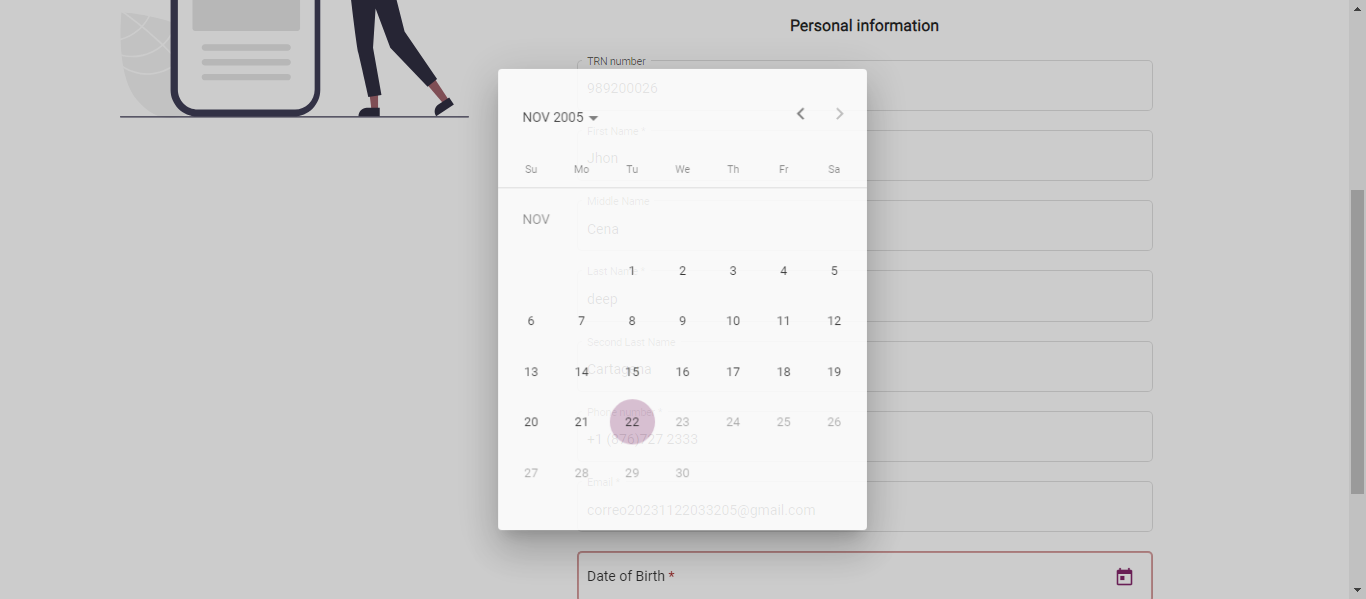 Personal information
TRN number
989200026
NOV 2005
First Name *
Jhon
Su Mo Tu We Th Fr Sa
Middle Name
NOV
Cena
Last Name *
1 2 3 4 5
deep
6 7 8 9 10 11 12
Second Last Name
Cartagena
13 14 15 16 17 18 19
Phone number *
20 21 22 23 24 25 26
+1 (876)727 2333
27 28 29 30
Email *
correo20231122033205@gmail.com
Date of Birth *